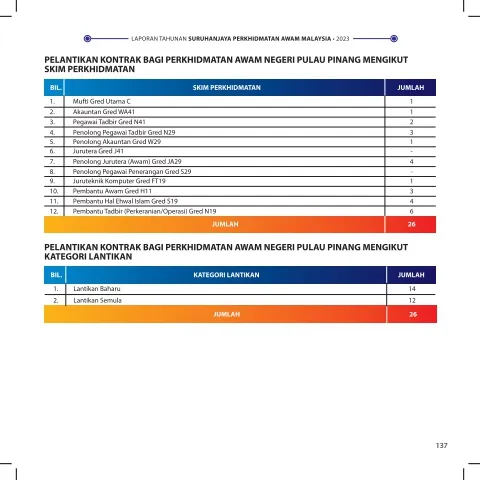 LAPORAN TAHUNAN SURUHANJAYA PERKHIDMATAN AWAM MALAYSIA • 2023
PELANTIKAN KONTRAK BAGI PERKHIDMATAN AWAM NEGERI PULAU PINANG MENGIKUT
SKIM PERKHIDMATAN
BIL. SKIM PERKHIDMATAN JUMLAH
1. Mufti Gred Utama C 1
2. Akauntan Gred WA41 1
3. Pegawai Tadbir Gred N41 2
4. Penolong Pegawai Tadbir Gred N29 3
5. Penolong Akauntan Gred W29 1
6. Jurutera Gred J41 -
7. Penolong Jurutera (Awam) Gred JA29 4
8. Penolong Pegawai Penerangan Gred S29 -
9. Juruteknik Komputer Gred FT19 1
10. Pembantu Awam Gred H11 3
11. Pembantu Hal Ehwal Islam Gred S19 4
12. Pembantu Tadbir (Perkeranian/Operasi) Gred N19 6
JUMLAH 26
PELANTIKAN KONTRAK BAGI PERKHIDMATAN AWAM NEGERI PULAU PINANG MENGIKUT
KATEGORI LANTIKAN
BIL. KATEGORI LANTIKAN JUMLAH
1. Lantikan Baharu 14
2. Lantikan Semula 12
JUMLAH 26
137